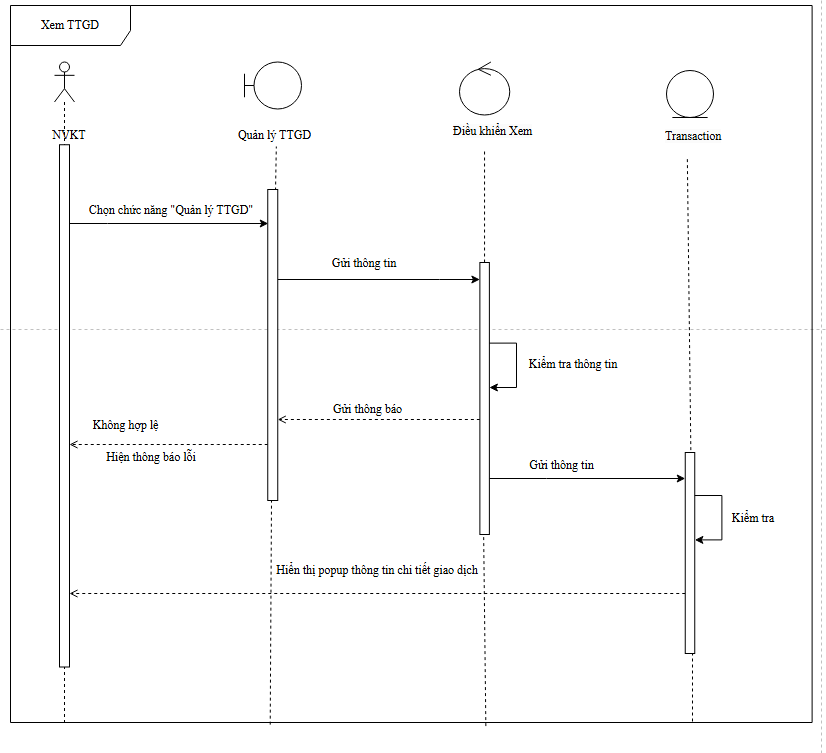 Xem TTGD
NVKT
Quản lý TTGD
Điều khiển Xem
Transaction
Chọn chức năng "Quản lý TTGD"
Gửi thông tin
Kiểm tra thông tin
Gửi thông báo
Không hợp lệ
Hiện thông báo lỗi
Gửi thông tin
Kiểm tra
Hiển thị popup thông tin chi tiết giao dịch